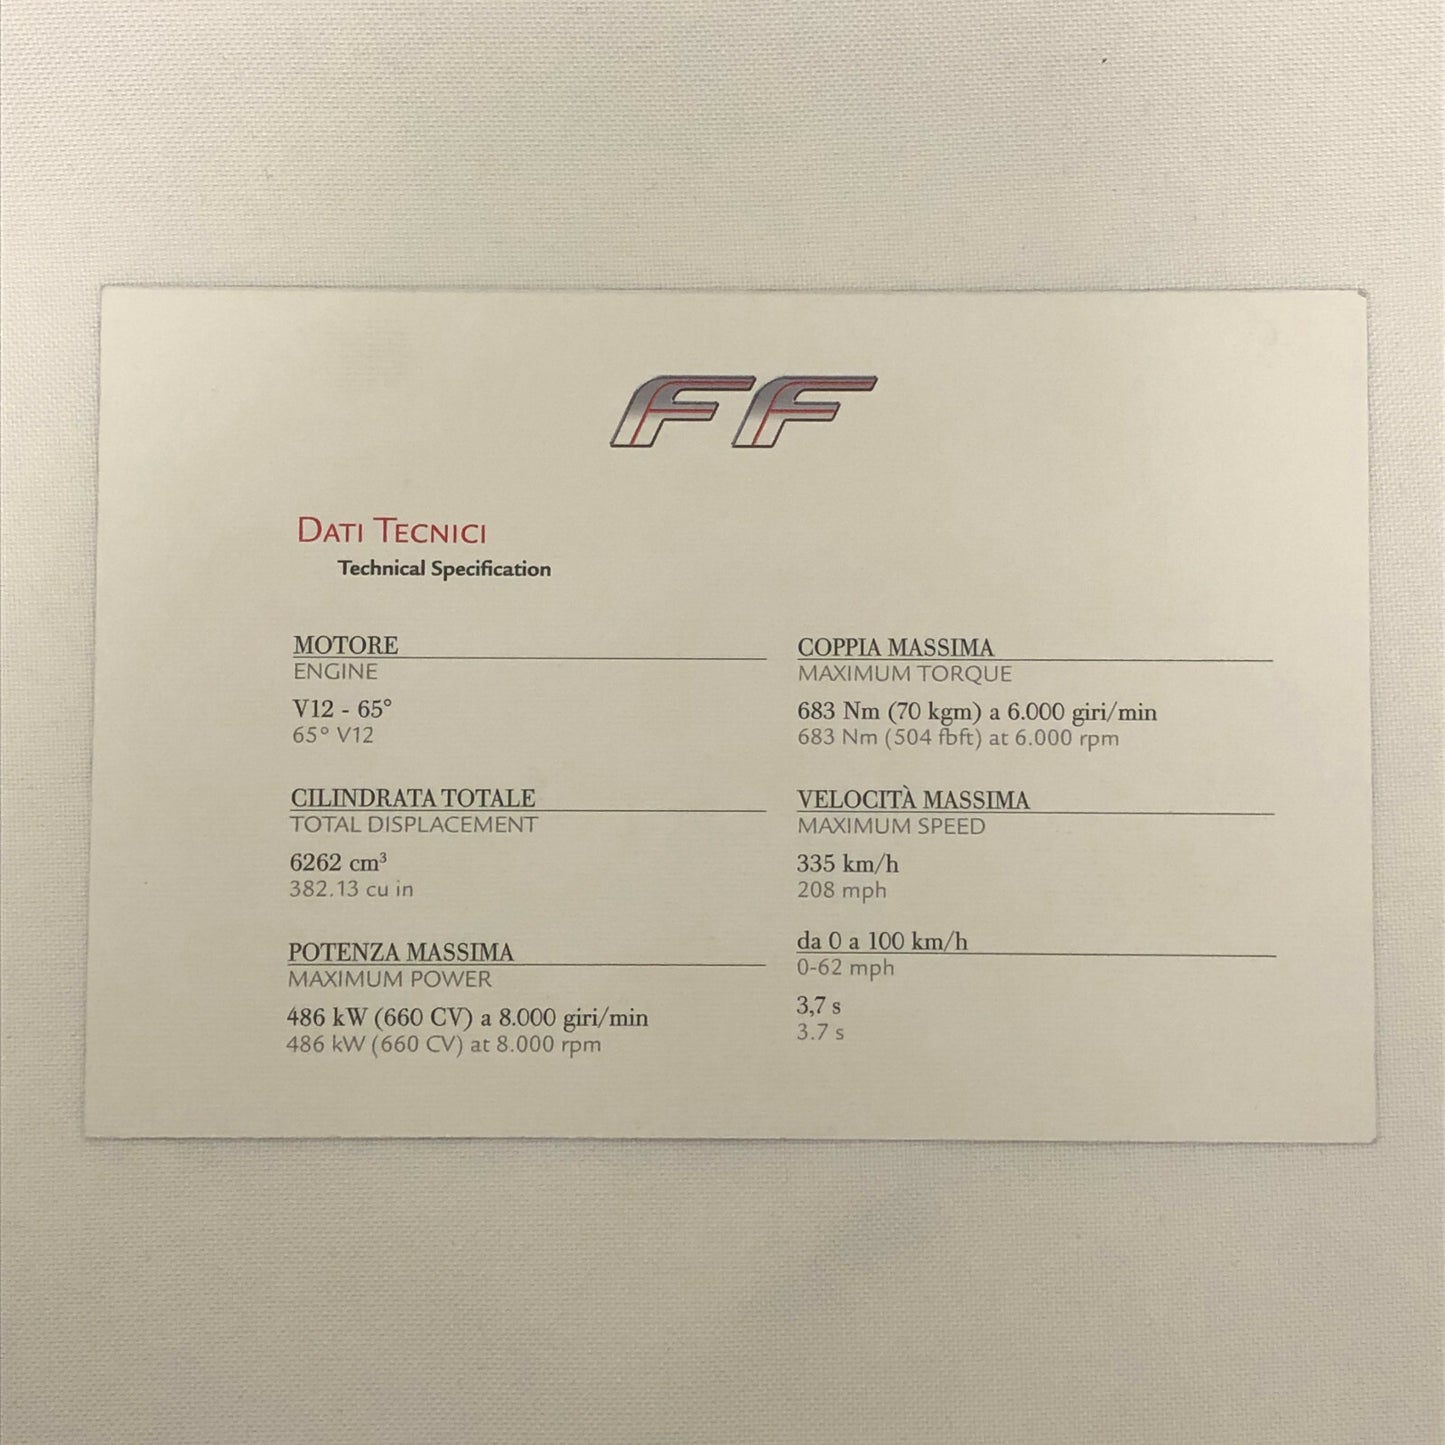 FF
DATI TECNICI
Technical Specification
MOTORE
ENGINE
V12 - 65°
65° V12
CILINDRATA TOTALE
TOTAL DISPLACEMENT
6262 cm³
382.13 cu in
POTENZA MASSIMA
MAXIMUM POWER
486 kW (660 CV) a 8.000 giri/min
486 kW (660 CV) at 8.000 rpm
COPPIA MASSIMA
MAXIMUM TORQUE
683 Nm (70 kgm) a 6.000 giri/min
683 Nm (504 fbft) at 6.000 rpm
VELOCITÀ MASSIMA
MAXIMUM SPEED
335 km/h
208 mph
da 0 a 100 km/h
0-62 mph
3,7 s
3.7 s